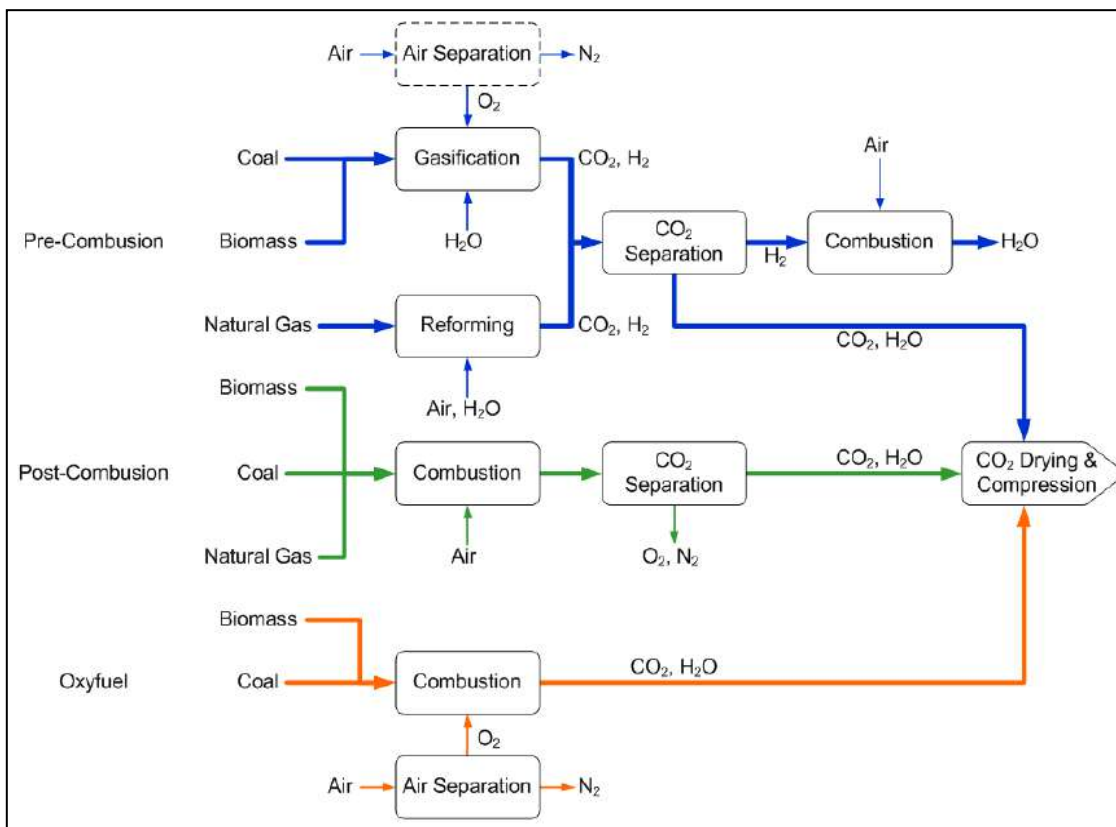 Air
Air Separation
N₂
O₂
Coal
Gasification
CO₂, H₂
Air
Pre-Combusion
Biomass
H₂O
CO₂
Separation
H₂
Combustion
H₂O
Natural Gas
Reforming
CO₂, H₂
CO₂, H₂O
Air, H₂O
Biomass
Post-Combusion
Coal
Combustion
CO₂
Separation
CO₂, H₂O
CO₂ Drying &
Compression
Natural Gas
Air
O₂, N₂
Biomass
Oxyfuel
Coal
Combustion
CO₂, H₂O
O₂
Air
Air Separation
N₂